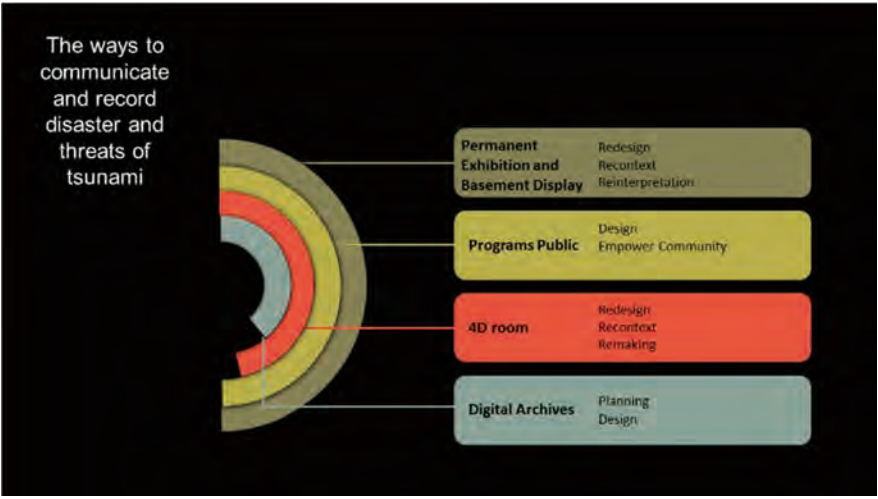 The ways to
communicate
and record
disaster and
threats of
tsunami
Permanent
Exhibition and
Basement Display
Redesign
Recontext
Reinterpretation
Programs Public
Design
Empower Community
4D room
Redesign
Recontext
Remaking
Digital Archives
Planning
Design